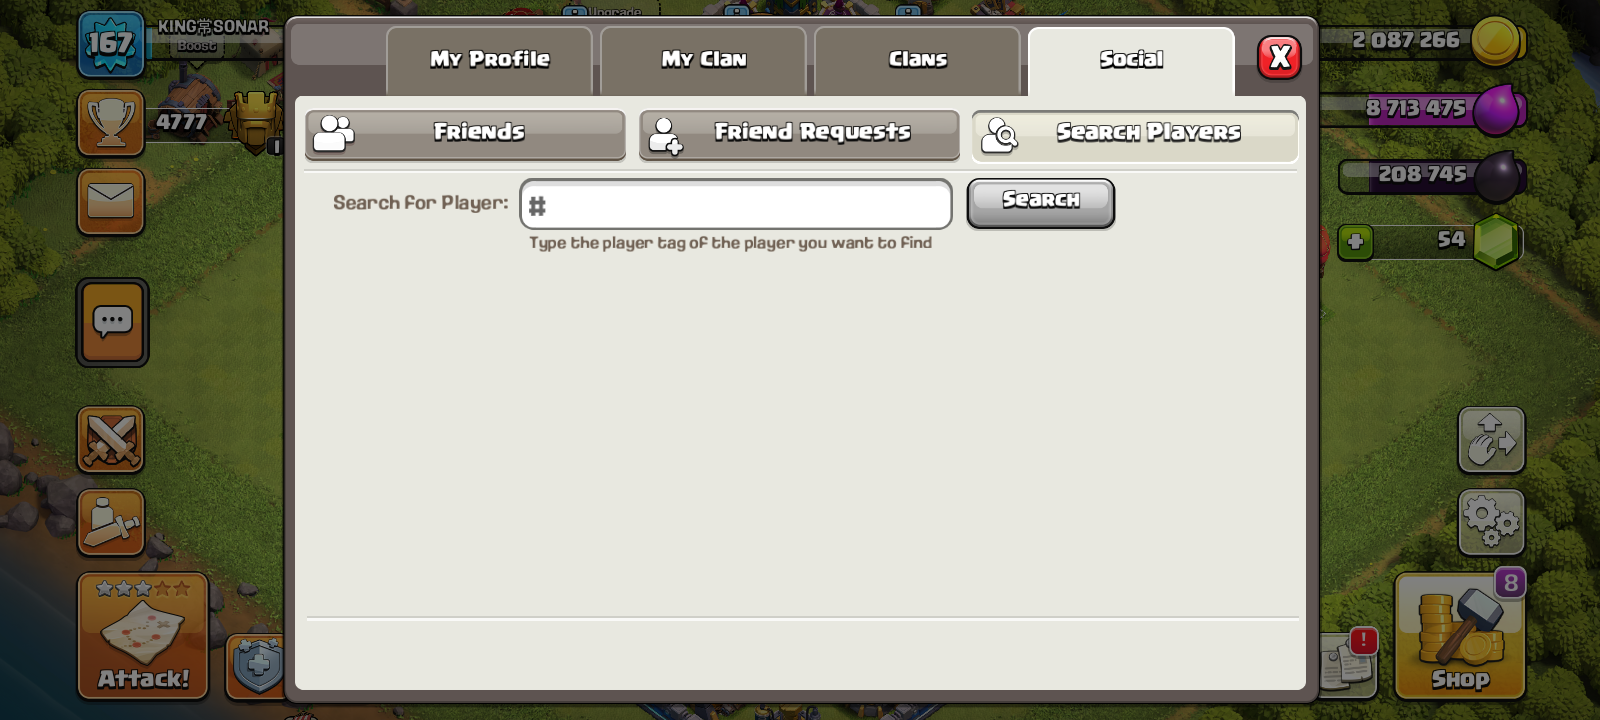 Upgrade
167
KING常SONAR
Boost
My Profile
My Clan
Clans
Social
X
2 087 266
4777
Friends
Friend Requests
Search Players
8 713 475
208 745
Search for Player:
#
Search
Type the player tag of the player you want to find
54
8
!
Attack!
Shop